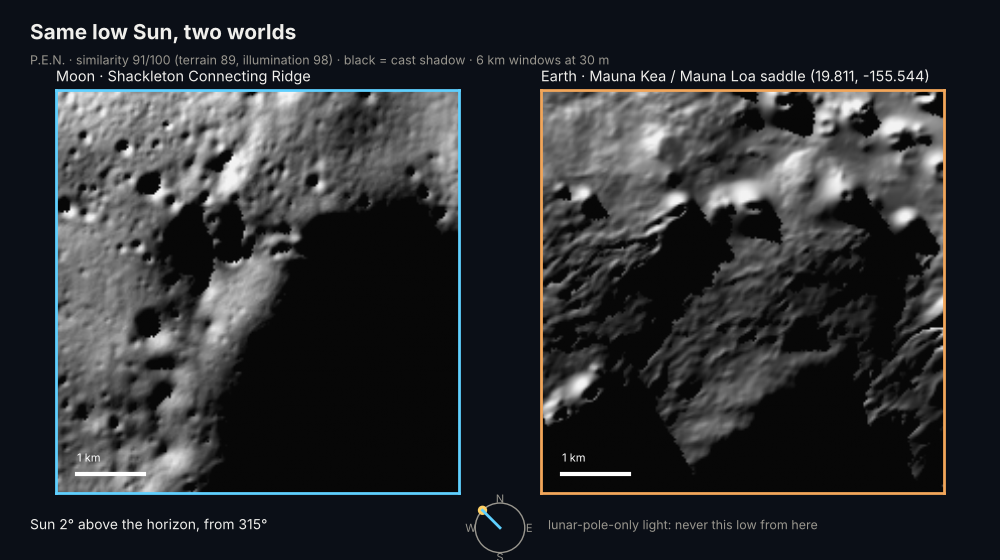 Same low Sun, two worlds
P.E.N. · similarity 91/100 (terrain 89, illumination 98) · black = cast shadow · 6 km windows at 30 m
Moon · Shackleton Connecting Ridge
Earth · Mauna Kea / Mauna Loa saddle (19.811, -155.544)
1 km
1 km
Sun 2° above the horizon, from 315°
N
W
E
S
lunar-pole-only light: never this low from here